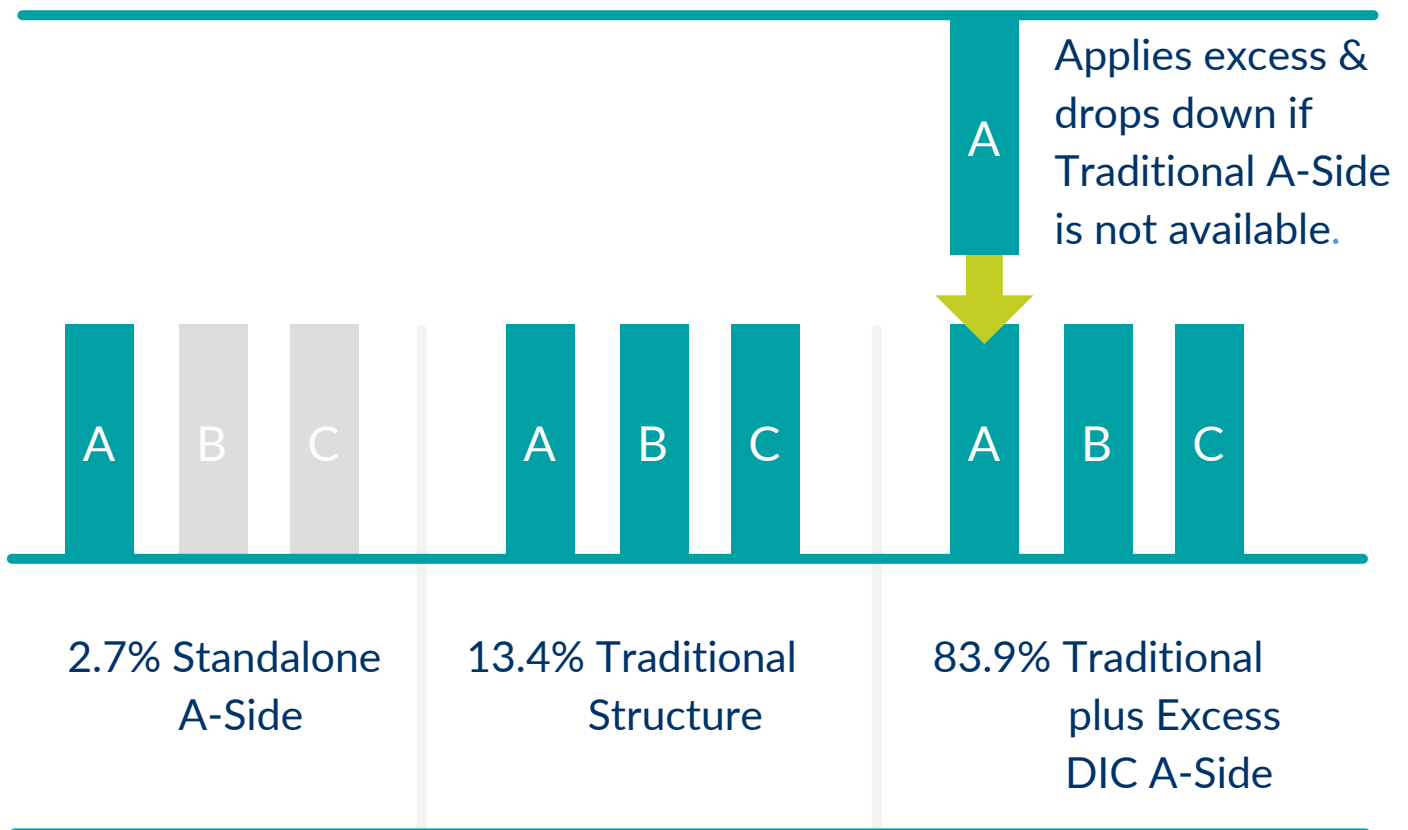 A
Applies excess &
drops down if
Traditional A-Side
is not available.
A B C
A B C
A B C
2.7% Standalone
A-Side
13.4% Traditional
Structure
83.9% Traditional
plus Excess
DIC A-Side